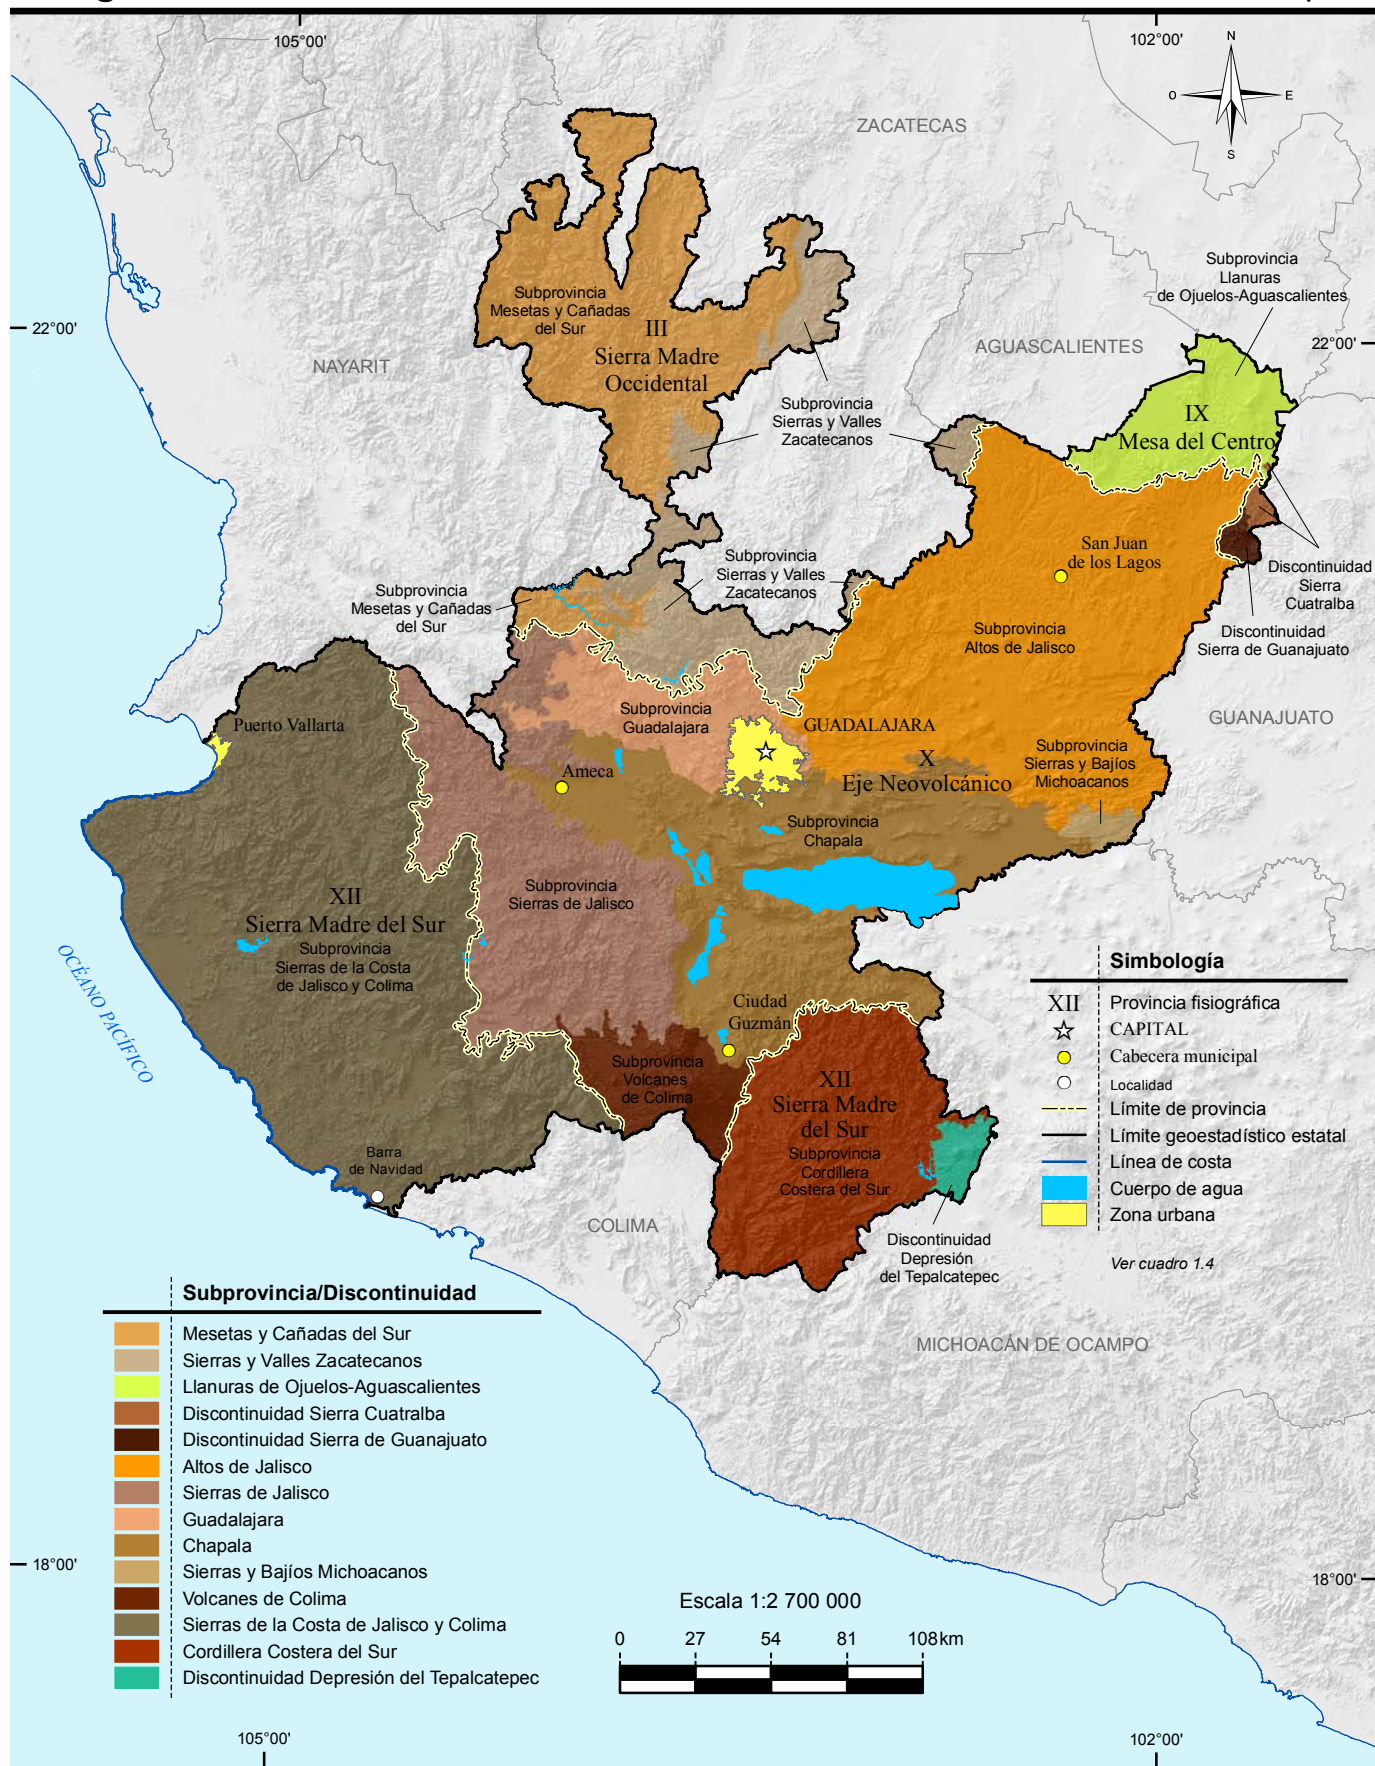 105°00'
102°00'
N
O
E
S
ZACATECAS
Subprovincia
Llanuras
de Ojuelos-Aguascalientes
Subprovincia
Mesetas y Cañadas
del Sur
III
Sierra Madre
Occidental
22°00'
22°00'
NAYARIT
AGUASCALIENTES
Subprovincia
Sierras y Valles
Zacatecanos
IX
Mesa del Centro
San Juan
de los Lagos
Subprovincia
Sierras y Valles
Zacatecanos
Discontinuidad
Sierra
Cuatralba
Subprovincia
Mesetas y Cañadas
del Sur
Subprovincia
Altos de Jalisco
Discontinuidad
Sierra de Guanajuato
Puerto Vallarta
Subprovincia
Guadalajara
GUADALAJARA
GUANAJUATO
Subprovincia
Sierras y Bajíos
Michoacanos
X
Eje Neovolcánico
Ameca
Subprovincia
Chapala
XII
Sierra Madre del Sur
Subprovincia
Sierras de la Costa
de Jalisco y Colima
Subprovincia
Sierras de Jalisco
OCÉANO PACÍFICO
Ciudad
Guzmán
Subprovincia
Volcanes
de Colima
XII
Sierra Madre
del Sur
Subprovincia
Cordillera
Costera del Sur
Barra
de Navidad
COLIMA
Discontinuidad
Depresión
del Tepalcatepec
MICHOACÁN DE OCAMPO
Simbología
XII Provincia fisiográfica
CAPITAL
Cabecera municipal
Localidad
Límite de provincia
Límite geoestadístico estatal
Línea de costa
Cuerpo de agua
Zona urbana
Ver cuadro 1.4
Subprovincia/Discontinuidad
Mesetas y Cañadas del Sur
Sierras y Valles Zacatecanos
Llanuras de Ojuelos-Aguascalientes
Discontinuidad Sierra Cuatralba
Discontinuidad Sierra de Guanajuato
Altos de Jalisco
Sierras de Jalisco
Guadalajara
Chapala
Sierras y Bajíos Michoacanos
Volcanes de Colima
Sierras de la Costa de Jalisco y Colima
Cordillera Costera del Sur
Discontinuidad Depresión del Tepalcatepec
18°00'
18°00'
Escala 1:2 700 000
0 27 54 81 108km
105°00'
102°00'